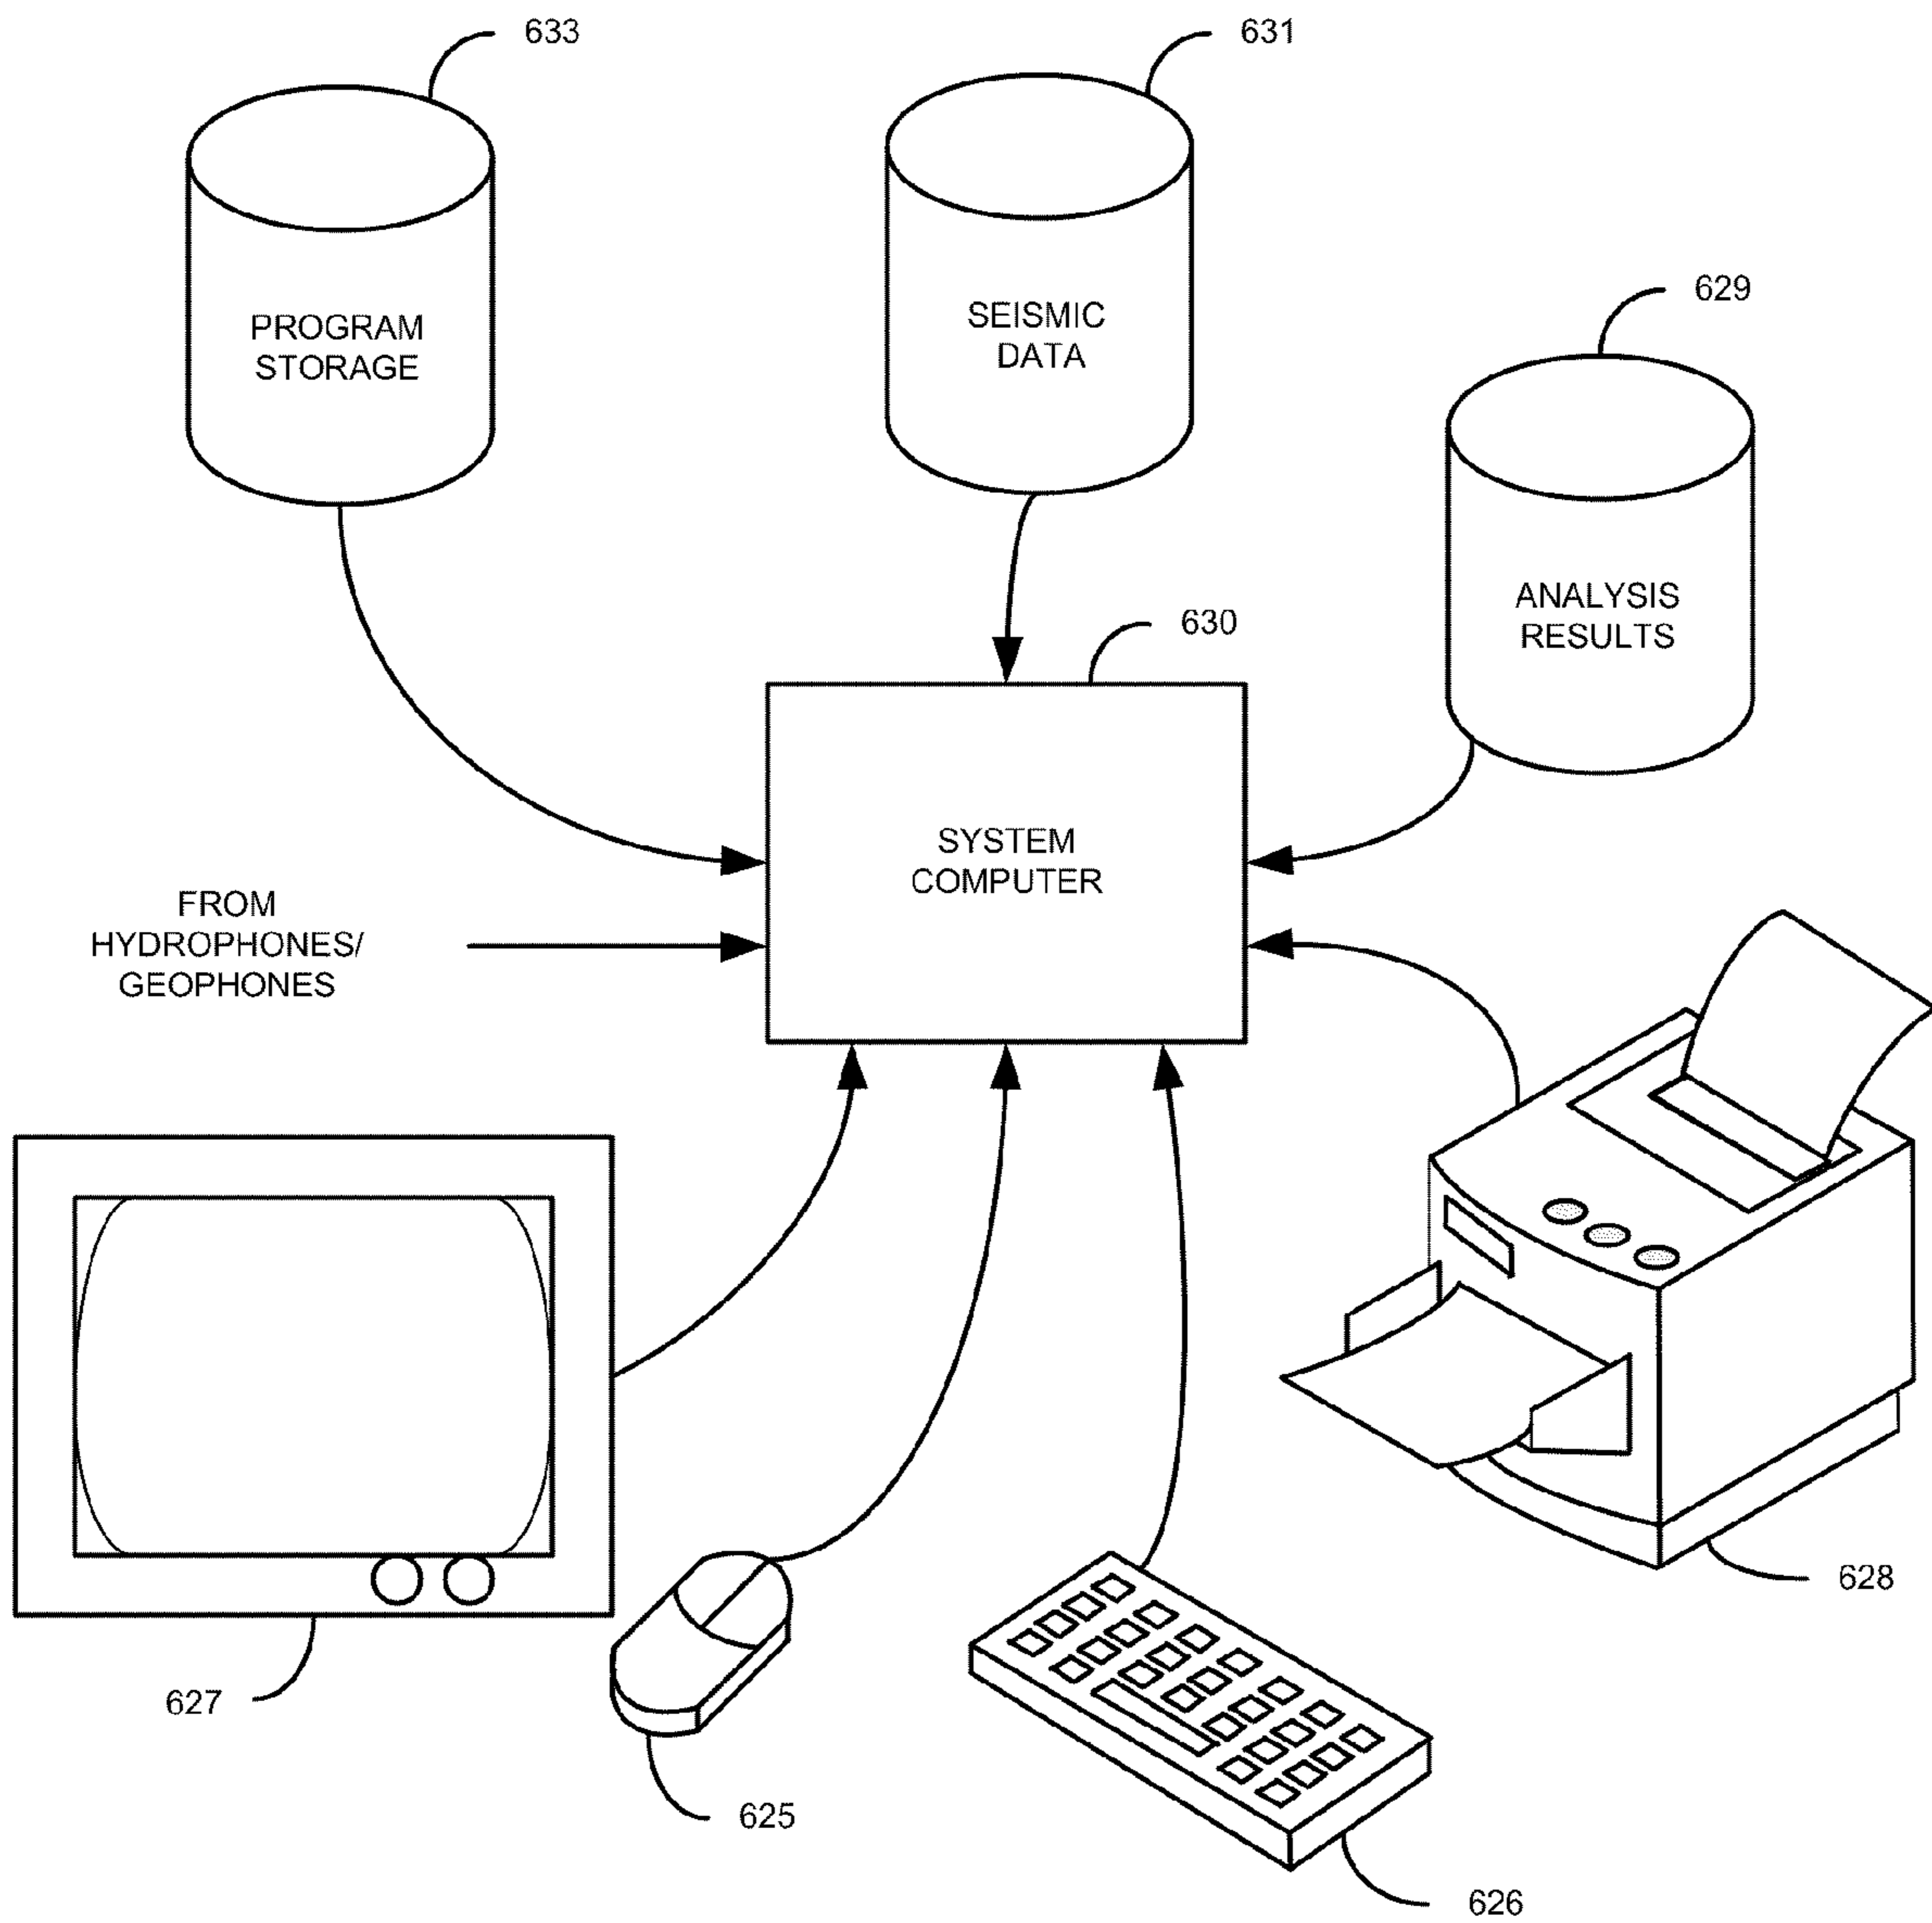 633
631
629
PROGRAM
STORAGE
SEISMIC
DATA
ANALYSIS
RESULTS
630
SYSTEM
COMPUTER
FROM
HYDROPHONES/
GEOPHONES
628
627
625
626